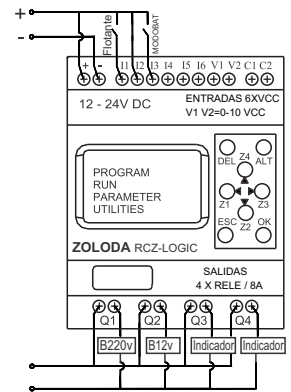 +
-
Flotante
MODOBAT
+ - I1 I2 I3 I4 I5 I6 V1 V2 C1 C2
12 - 24V DC
ENTRADAS 6XVCC
V1 V2=0-10 VCC
PROGRAM
RUN
PARAMETER
UTILITIES
DEL
Z4
ALT
Z1
Z3
ESC
Z2
OK
ZOLODA RCZ-LOGIC
SALIDAS
4 X RELE / 8A
Q1 Q2 Q3 Q4
B220v B12v Indicador Indicador